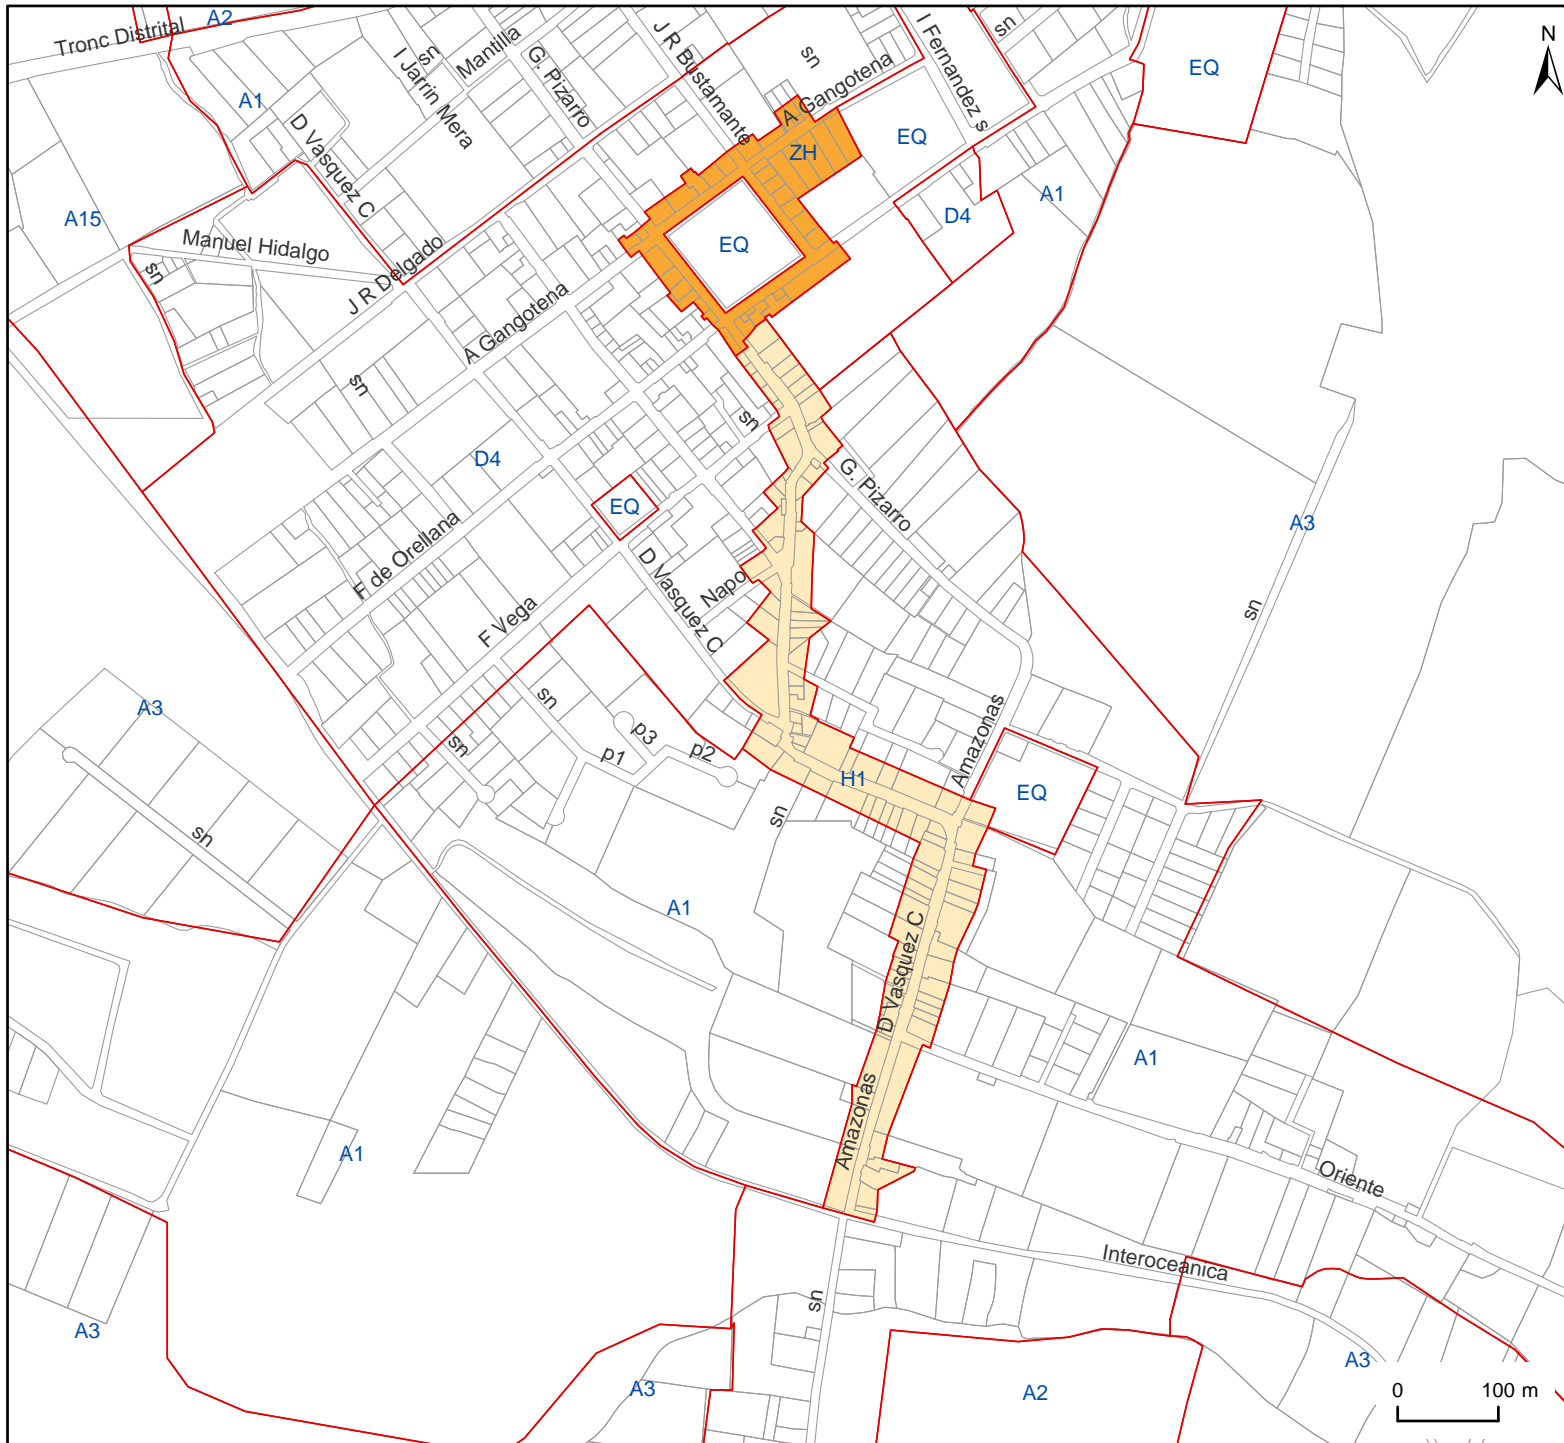 A2
Tronc Distrital
sn
Mantilla
I Jarrin Mera
G. Pizarro
J R Bustamante
sn
A Gangotena
I Fernandez s
sn
EQ
N
A1
D Vasquez C
ZH
EQ
A1
D4
A15
Manuel Hidalgo
sn
J R Delgado
EQ
A Gangotena
sn
sn
D4
G. Pizarro
EQ
A3
F de Orellana
D Vasquez C
Napo
F Vega
sn
sn
A3
sn
p3
p1
p2
sn
Amazonas
H1
EQ
sn
sn
A1
D Vasquez C
A1
Amazonas
A1
Oriente
Interoceanica
sn
A3
A3
A2
A3
0 100 m